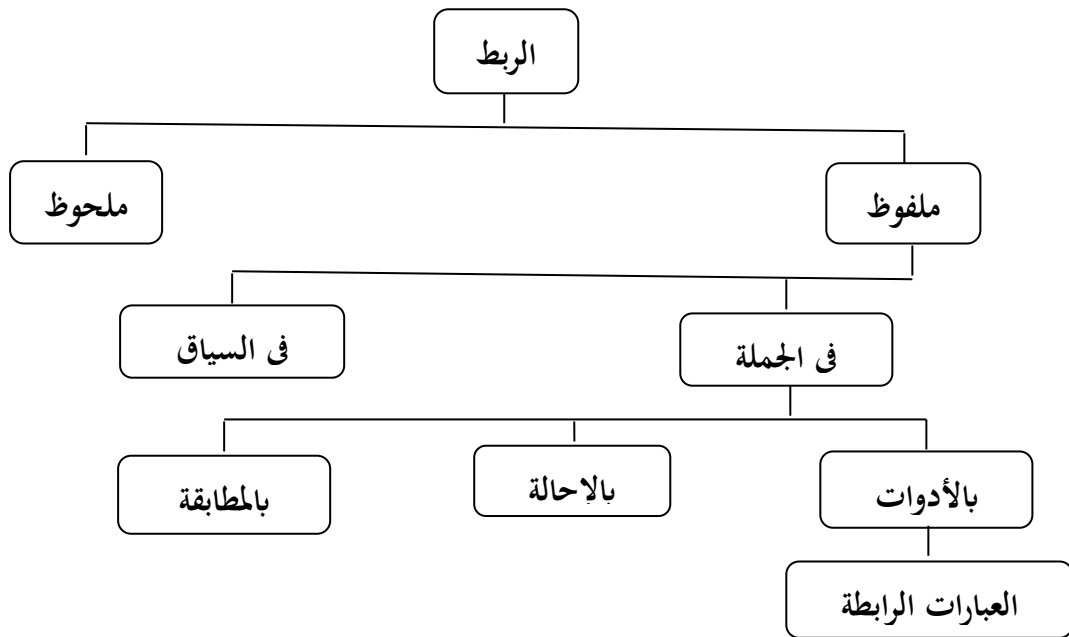 الربط
ملفوظ
ملحوظ
فى الجملة
فى السياق
بالأدوات
بالإحالة
بالمطابقة
العبارات الرابطة